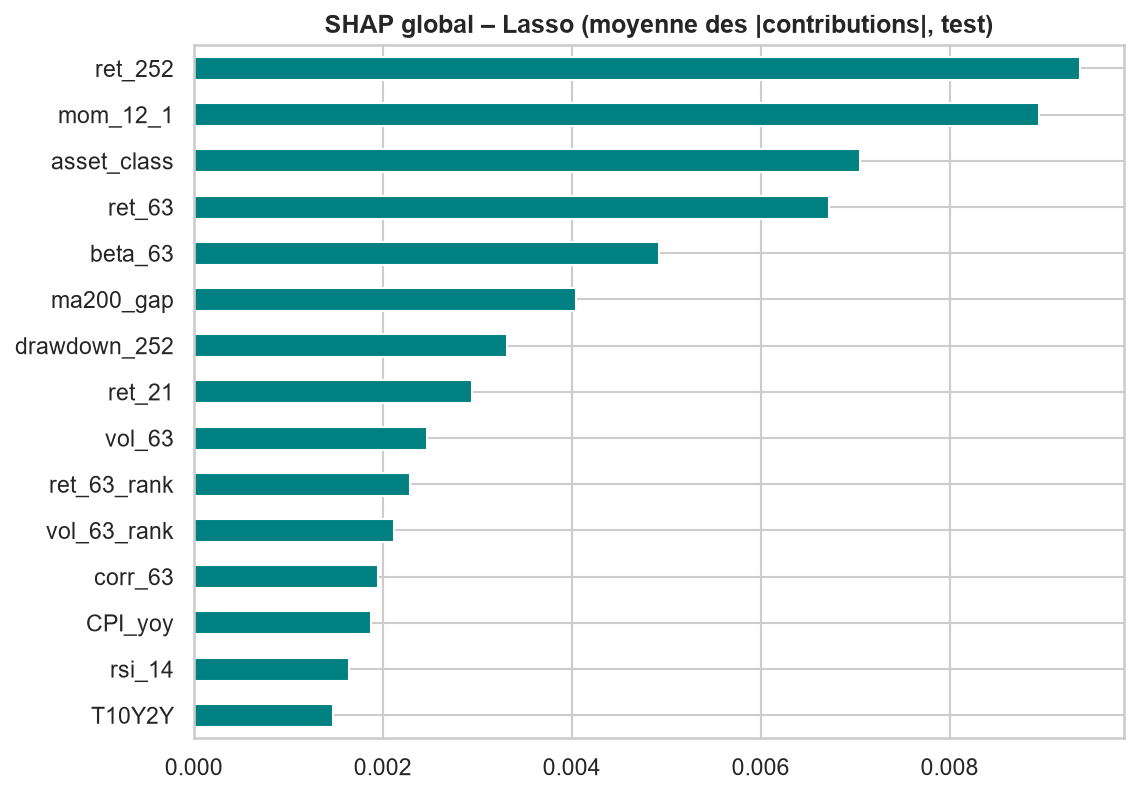 SHAP global – Lasso (moyenne des |contributions|, test)
ret_252
mom_12_1
asset_class
ret_63
beta_63
ma200_gap
drawdown_252
ret_21
vol_63
ret_63_rank
vol_63_rank
corr_63
CPI_yoy
rsi_14
T10Y2Y
0.000 0.002 0.004 0.006 0.008